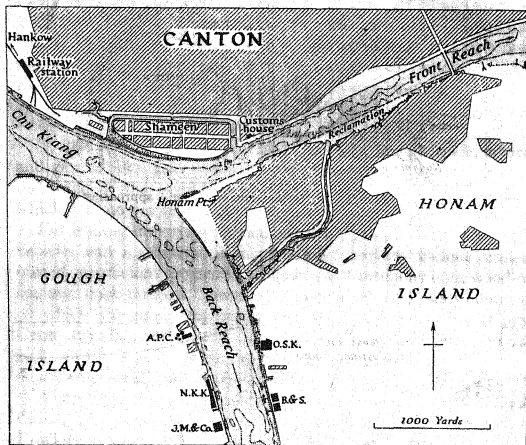 CANTON
Hankow
Railway
station
Front Reach
Shameen
Customs
house
Reclamation
Chu Kiang
Honam Pt.
HONAM
ISLAND
GOUGH
ISLAND
Back Reach
A.P.C.
O.S.K.
N.K.K.
B.& S.
J.M.& Co.
1000 Yards